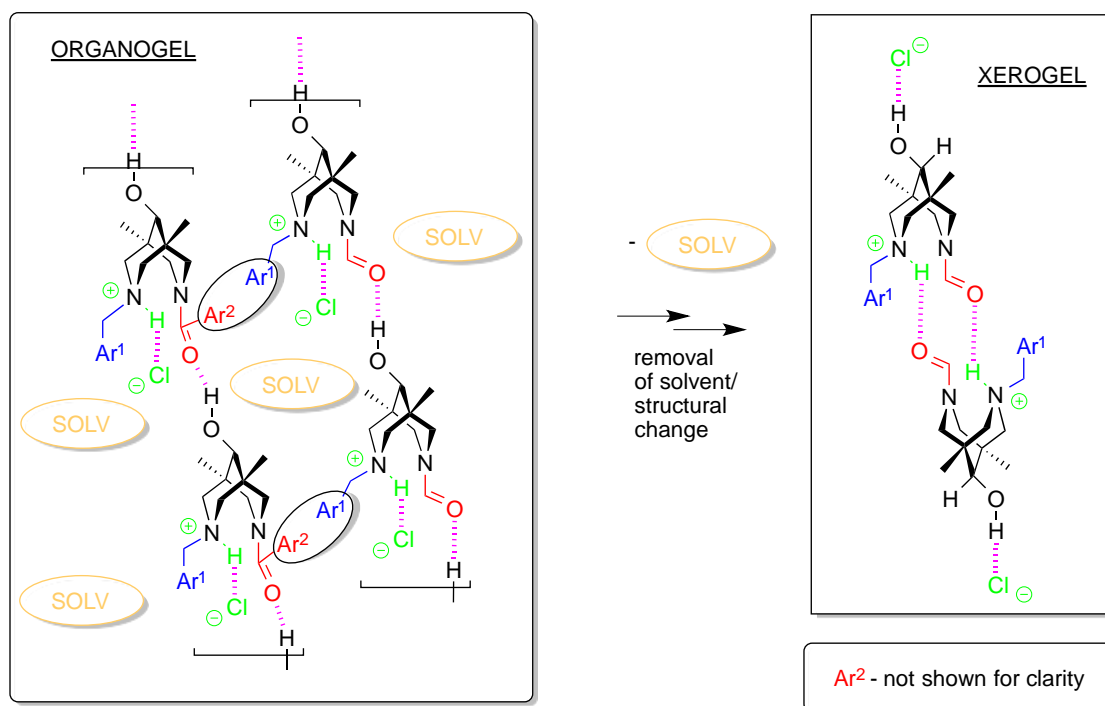 ORGANOGEL
H
O
H
O
N
⊕
H
Cl
⊖
N
O
Ar¹
SOLV
H
O
N
⊕
H
Cl
⊖
N
O
Ar¹
Ar²
SOLV
SOLV
H
O
N
⊕
H
Cl
⊖
N
O
H
Ar¹
H
O
N
⊕
H
Cl
⊖
N
O
H
Ar¹
Ar²
SOLV
- SOLV
removal
of solvent/
structural
change
XEROGEL
Cl
⊖
H
O
H
N
⊕
H
N
O
Ar¹
O
H
Ar¹
N
N
⊕
H
O
H
Cl
⊖
Ar² - not shown for clarity